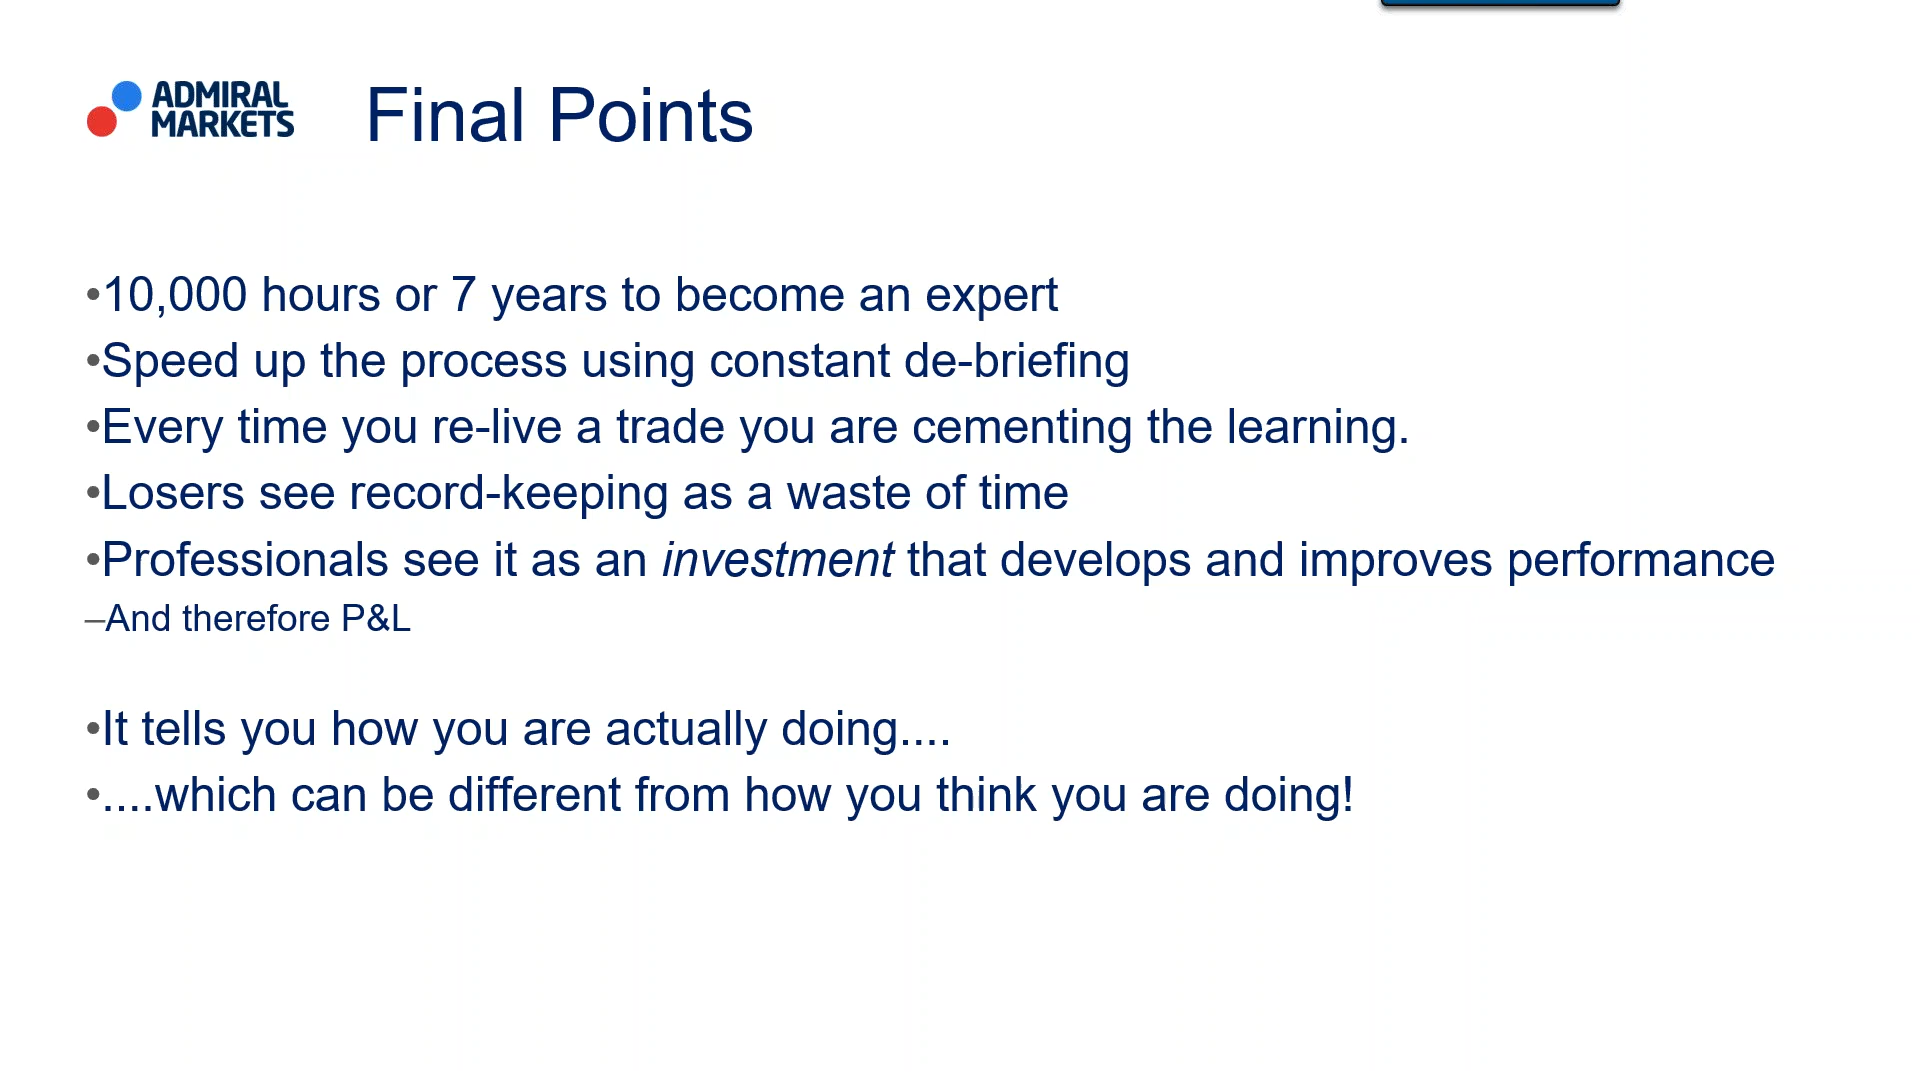 ADMIRAL
MARKETS
Final Points
•10,000 hours or 7 years to become an expert
•Speed up the process using constant de-briefing
•Every time you re-live a trade you are cementing the learning.
•Losers see record-keeping as a waste of time
•Professionals see it as an investment that develops and improves performance
–And therefore P&L
•It tells you how you are actually doing....
•....which can be different from how you think you are doing!